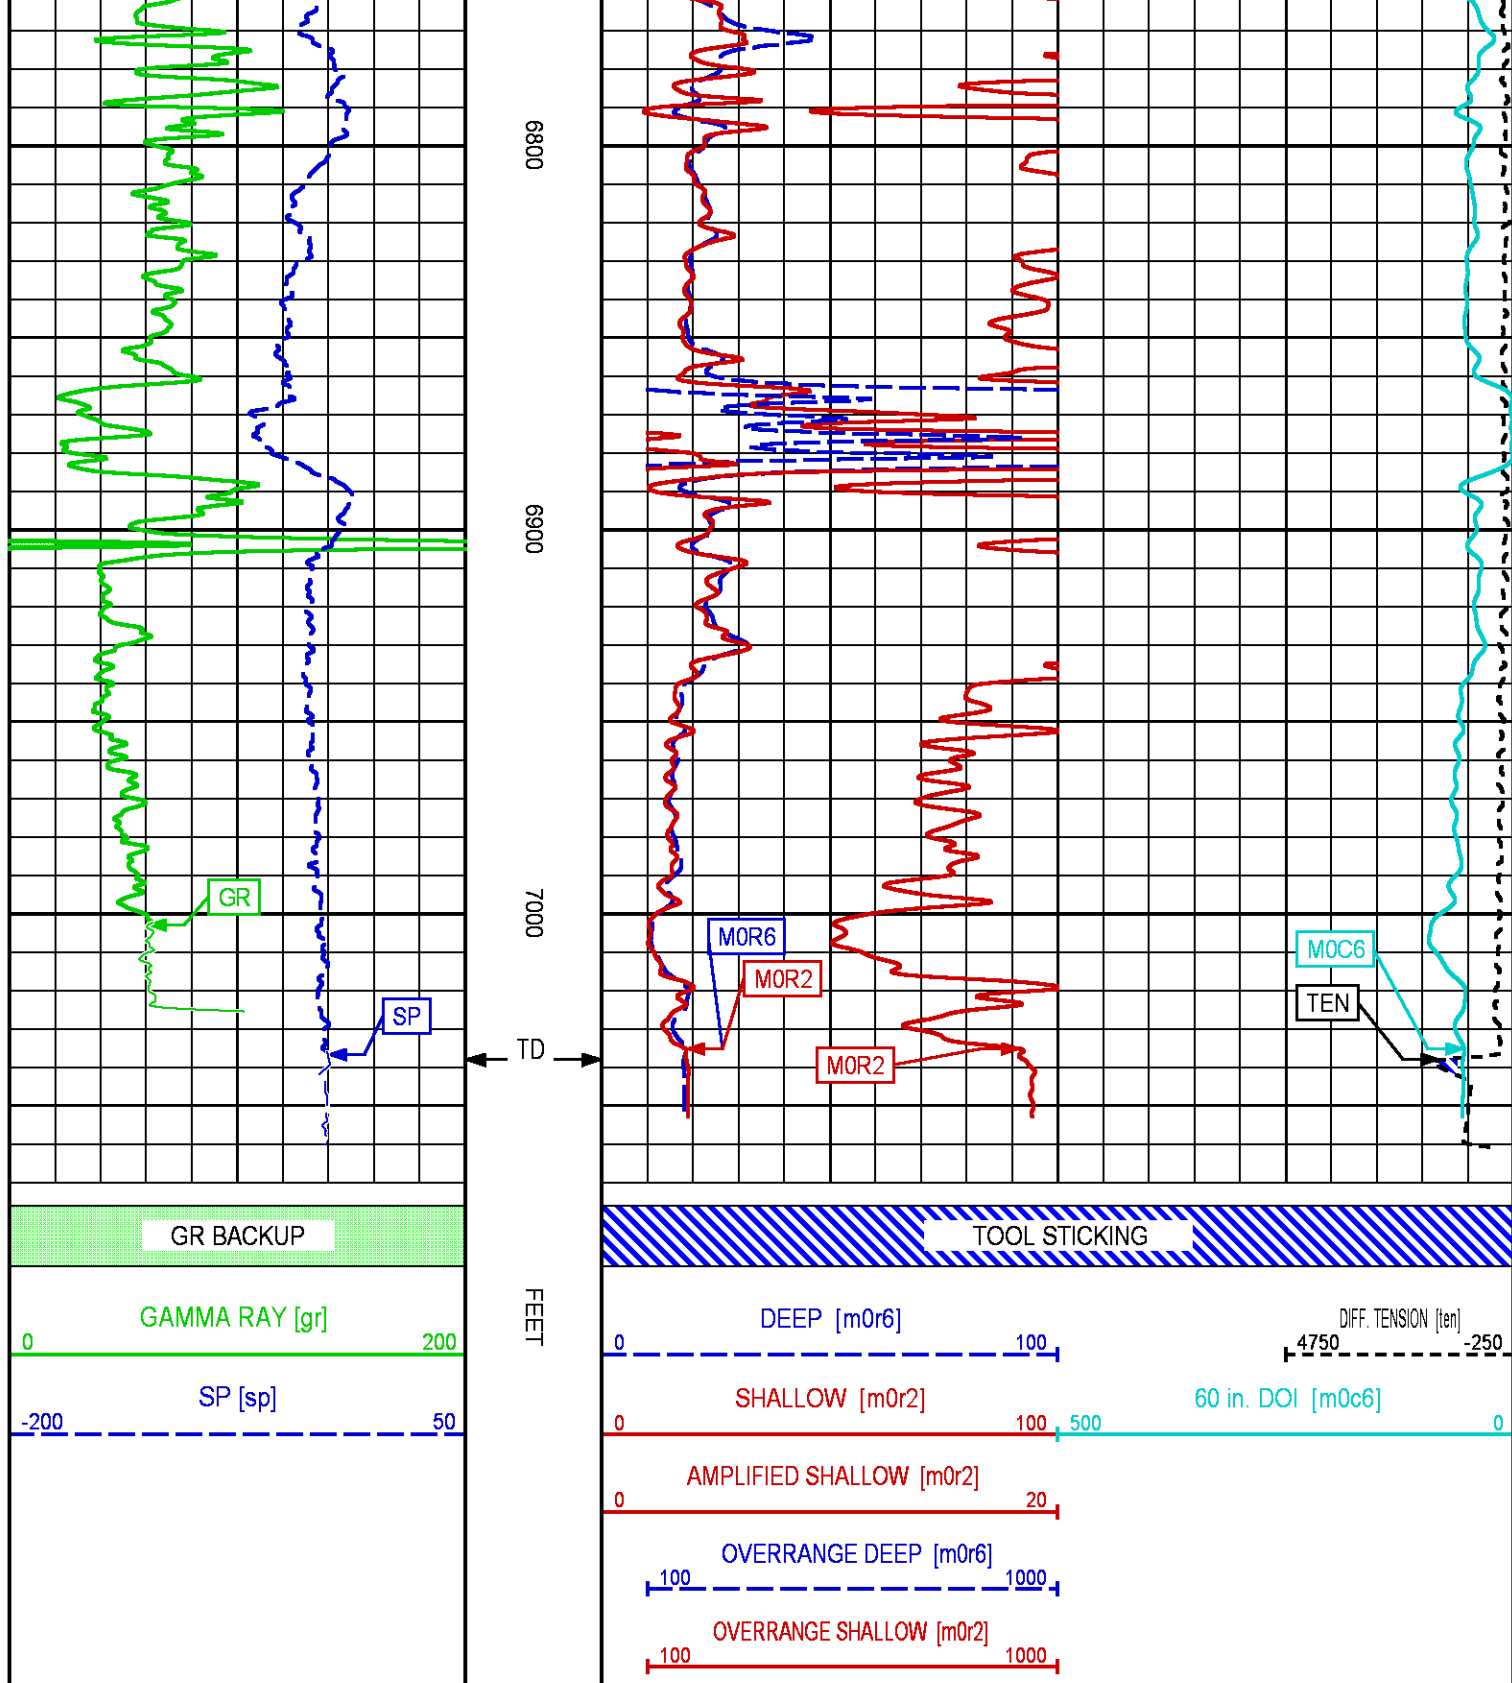 6800
6900
7000
GR
M0R6
M0R2
M0C6
TEN
SP
TD
M0R2
GR BACKUP
TOOL STICKING
FEET
GAMMA RAY [gr]
0 200
SP [sp]
-200 50
DEEP [m0r6]
0 100
DIFF. TENSION [ten]
4750 -250
SHALLOW [m0r2]
0 100
60 in. DOI [m0c6]
500 0
AMPLIFIED SHALLOW [m0r2]
0 20
OVERRANGE DEEP [m0r6]
100 1000
OVERRANGE SHALLOW [m0r2]
100 1000